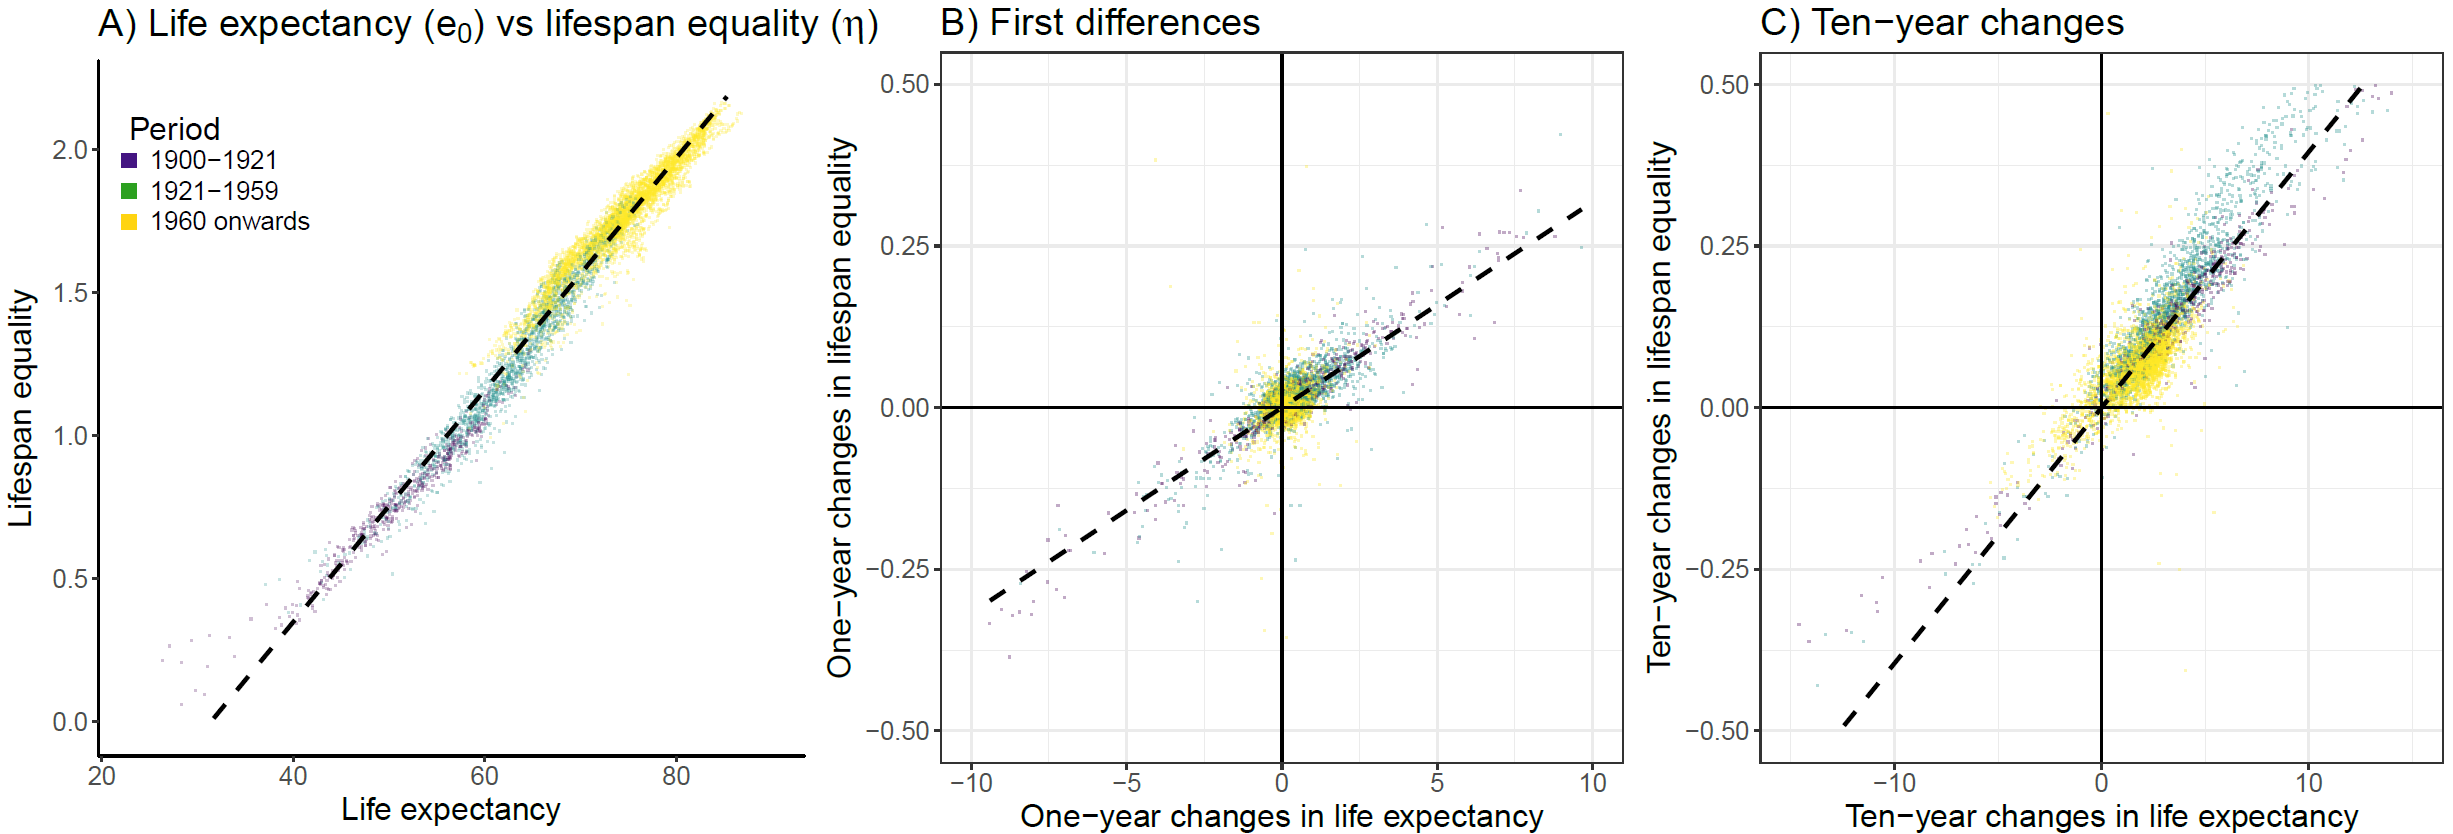 A) Life expectancy (e0) vs lifespan equality (η)
Lifespan equality
2.0
1.5
1.0
0.5
0.0
Period
1900−1921
1921−1959
1960 onwards
20 40 60 80
Life expectancy
B) First differences
One−year changes in lifespan equality
0.50
0.25
0.00
−0.25
−0.50
−10 −5 0 5 10
One−year changes in life expectancy
C) Ten−year changes
Ten−year changes in lifespan equality
0.50
0.25
0.00
−0.25
−0.50
−10 0 10
Ten−year changes in life expectancy